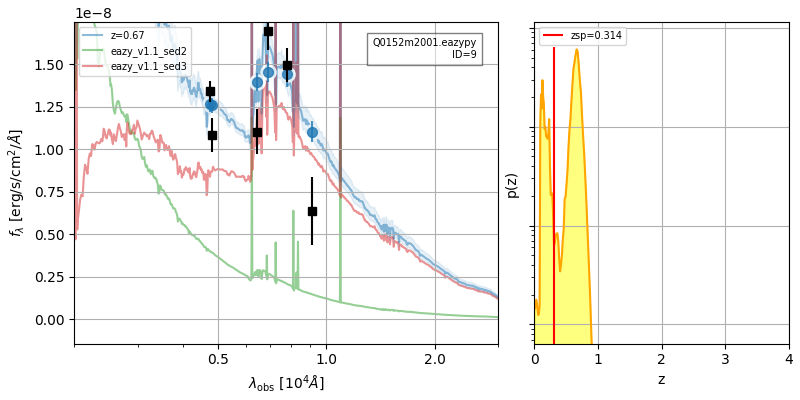 1e−8
z=0.67
eazy_v1.1_sed2
eazy_v1.1_sed3
Q0152m2001.eazypy
ID=9
1.50
1.25
1.00
0.75
0.50
0.25
0.00
fλ [erg/s/cm²/Å]
0.5
1.0
2.0
λobs [10⁴Å]
zsp=0.314
p(z)
0
1
2
3
4
z